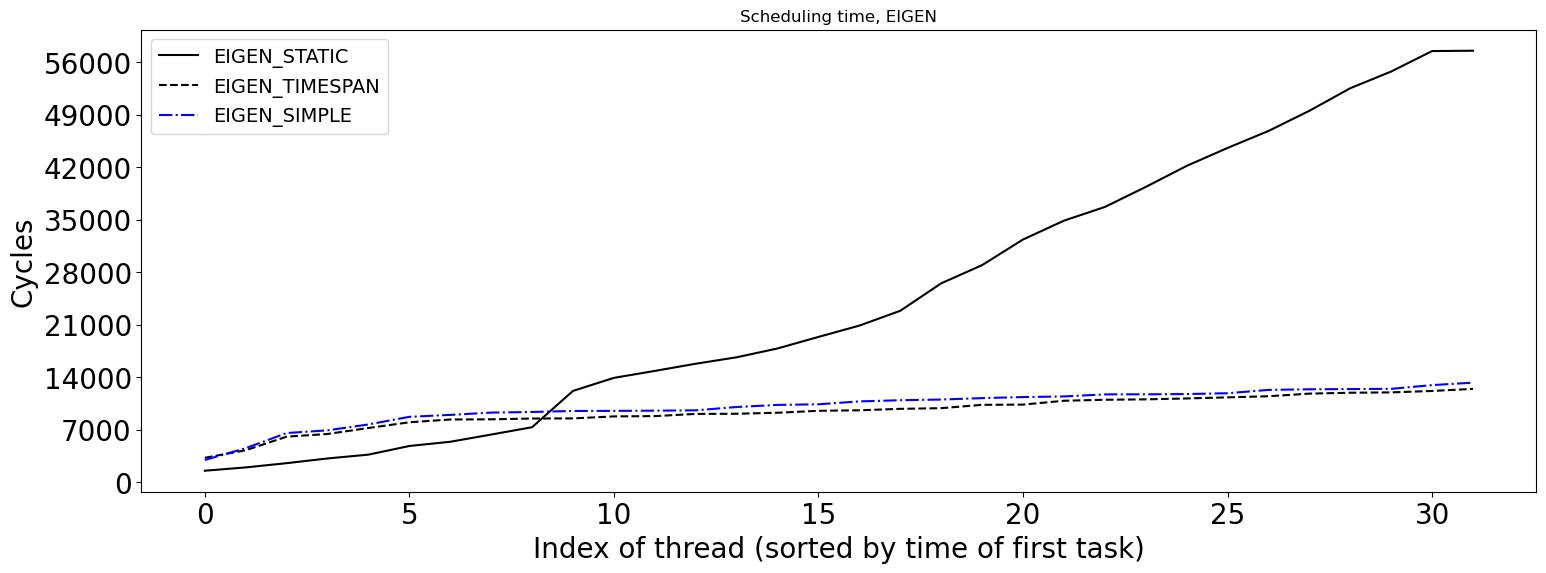 Scheduling time, EIGEN
EIGEN_STATIC
EIGEN_TIMESPAN
EIGEN_SIMPLE
Cycles
56000
49000
42000
35000
28000
21000
14000
7000
0
0 5 10 15 20 25 30
Index of thread (sorted by time of first task)